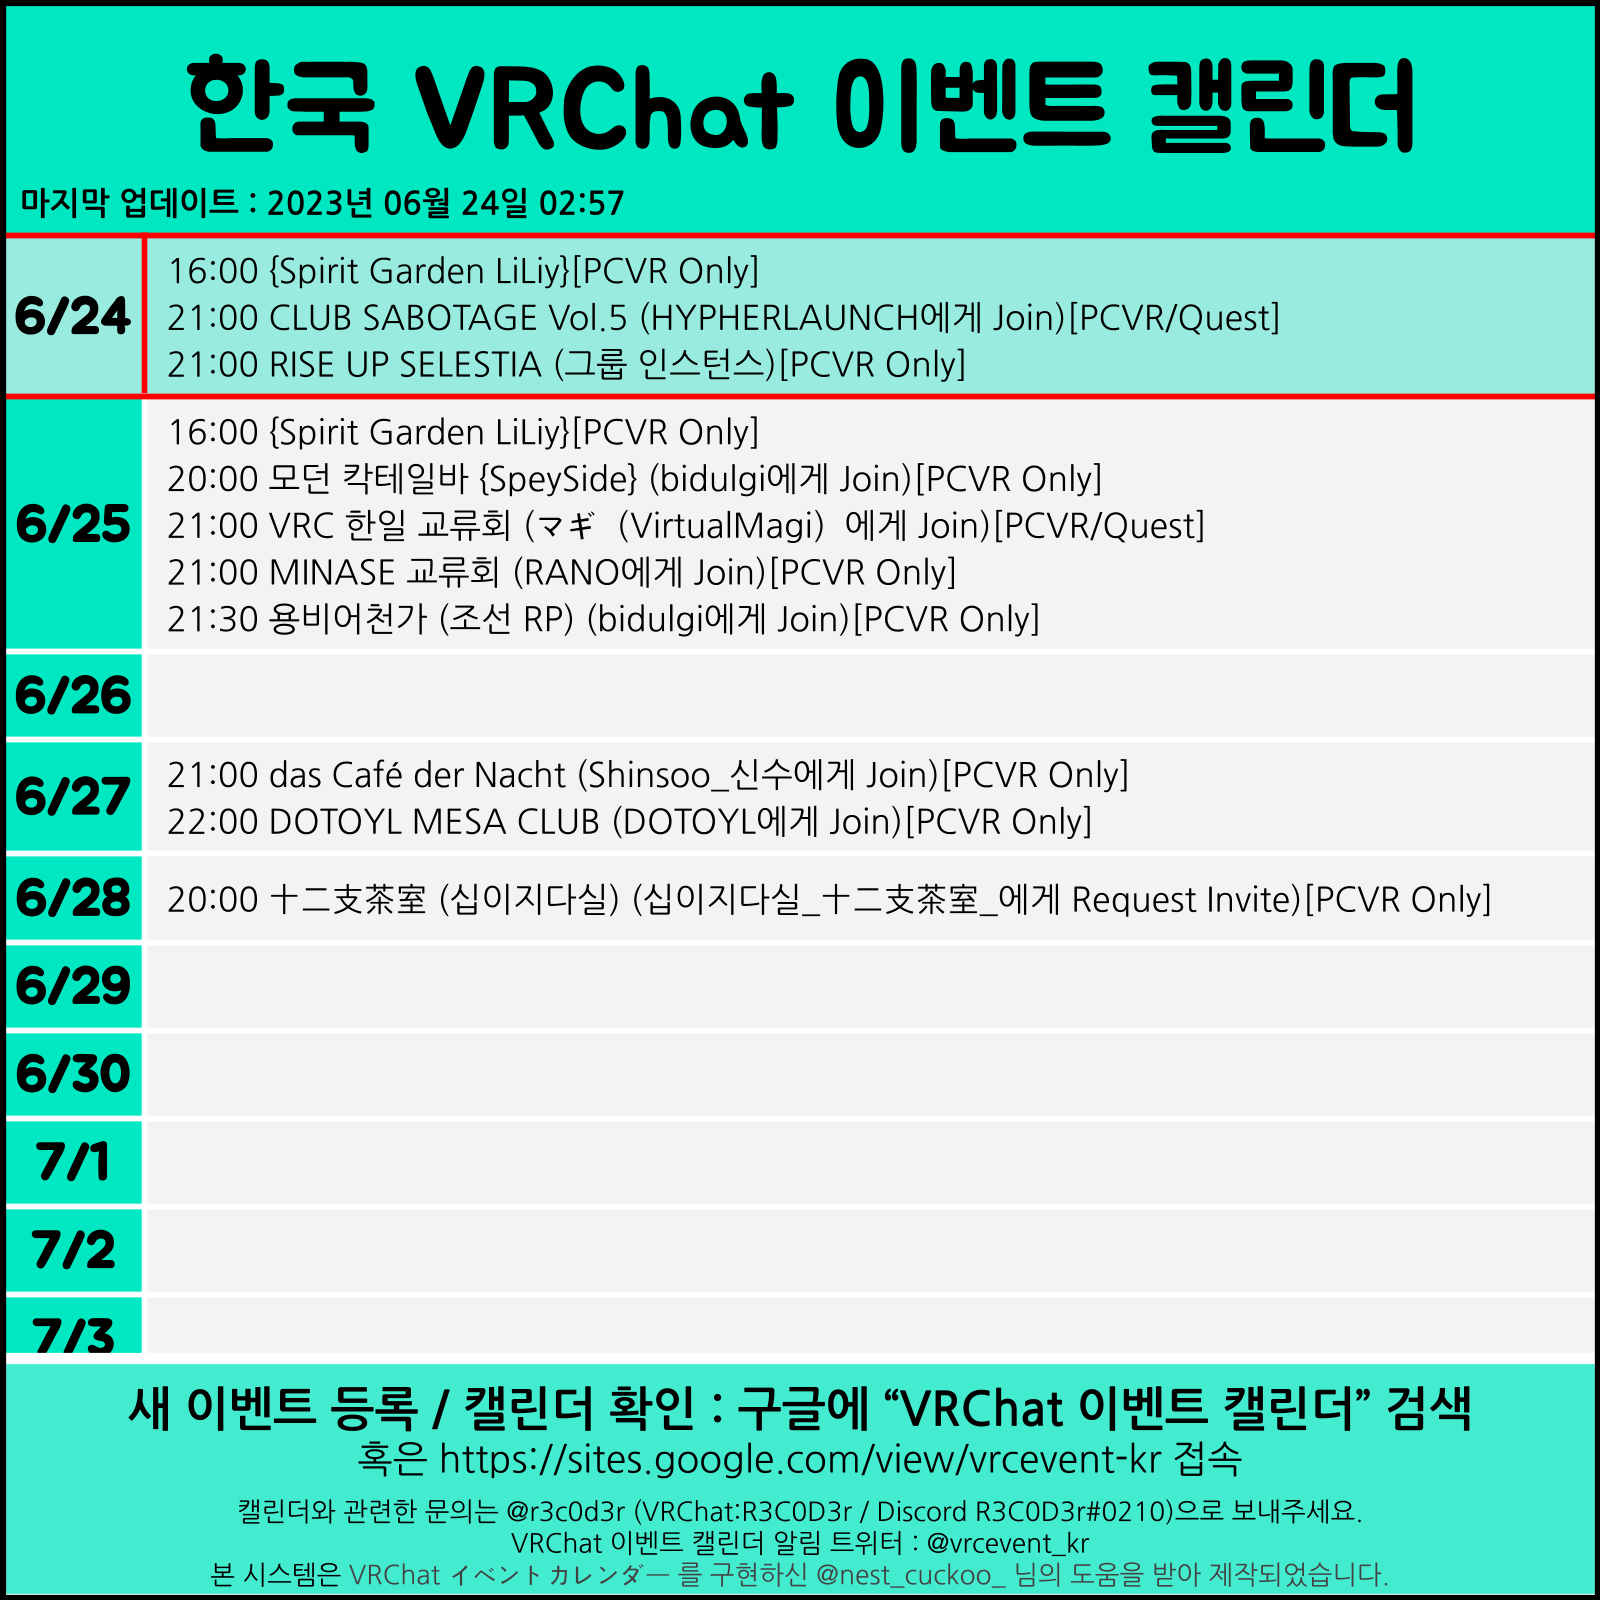 한국 VRChat 이벤트 캘린더
마지막 업데이트 : 2023년 06월 24일 02:57
6/24
16:00 {Spirit Garden LiLiy}[PCVR Only]
21:00 CLUB SABOTAGE Vol.5 (HYPHERLAUNCH에게 Join)[PCVR/Quest]
21:00 RISE UP SELESTIA (그룹 인스턴스)[PCVR Only]
6/25
16:00 {Spirit Garden LiLiy}[PCVR Only]
20:00 모던 칵테일바 {SpeySide} (bidulgi에게 Join)[PCVR Only]
21:00 VRC 한일 교류회 (マギ（VirtualMagi）에게 Join)[PCVR/Quest]
21:00 MINASE 교류회 (RANO에게 Join)[PCVR Only]
21:30 용비어천가 (조선 RP) (bidulgi에게 Join)[PCVR Only]
6/26
6/27
21:00 das Café der Nacht (Shinsoo_신수에게 Join)[PCVR Only]
22:00 DOTOYL MESA CLUB (DOTOYL에게 Join)[PCVR Only]
6/28
20:00 十二支茶室 (십이지다실) (십이지다실_十二支茶室_에게 Request Invite)[PCVR Only]
6/29
6/30
7/1
7/2
7/3
새 이벤트 등록 / 캘린더 확인 : 구글에 “VRChat 이벤트 캘린더” 검색
혹은 https://sites.google.com/view/vrcevent-kr 접속
캘린더와 관련한 문의는 @r3c0d3r (VRChat:R3C0D3r / Discord R3C0D3r#0210)으로 보내주세요.
VRChat 이벤트 캘린더 알림 트위터 : @vrcevent_kr
본 시스템은 VRChat イベントカレンダー 를 구현하신 @nest_cuckoo_ 님의 도움을 받아 제작되었습니다.